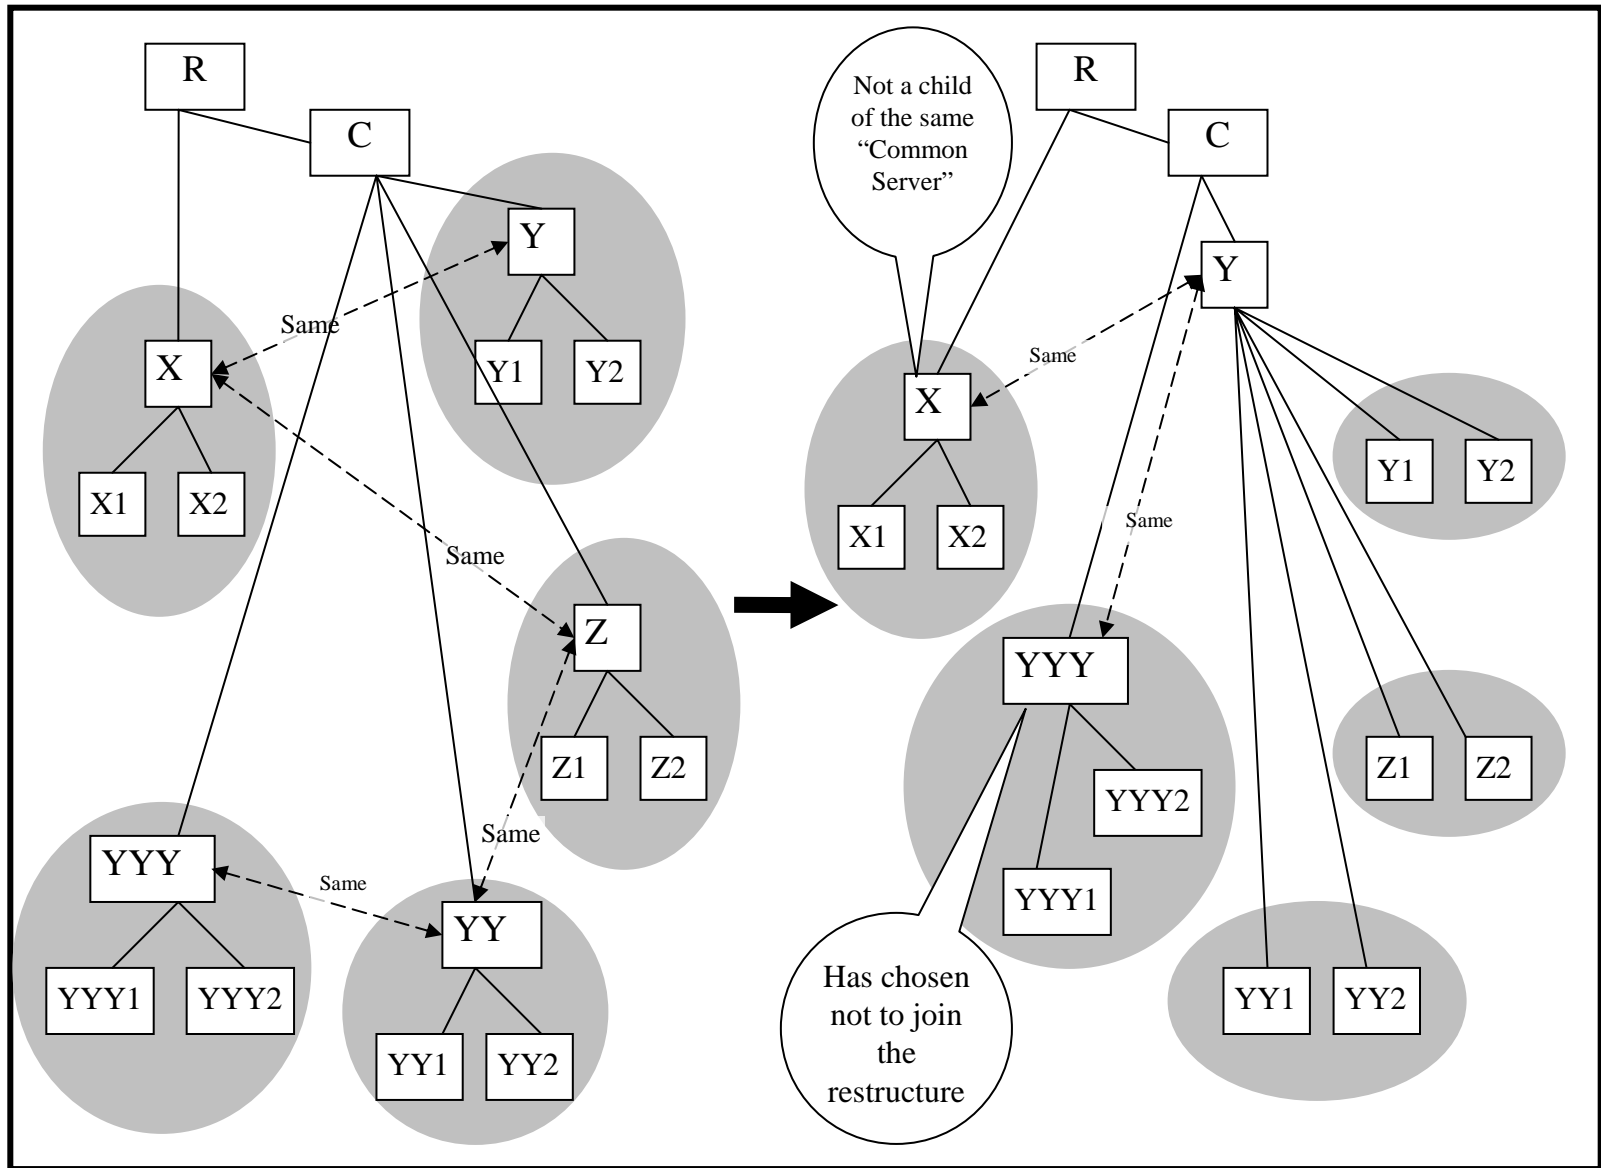 R
C
Y
Same
Y1
Y2
X
X1
X2
Same
Z
Z1
Z2
Same
YYY
Same
YY
YYY1
YYY2
YY1
YY2
Not a child
of the same
“Common
Server”
R
C
Y
Same
X
Y1
Y2
X1
X2
Same
YYY
YYY2
Z1
Z2
YYY1
Has chosen
not to join
the
restructure
YY1
YY2